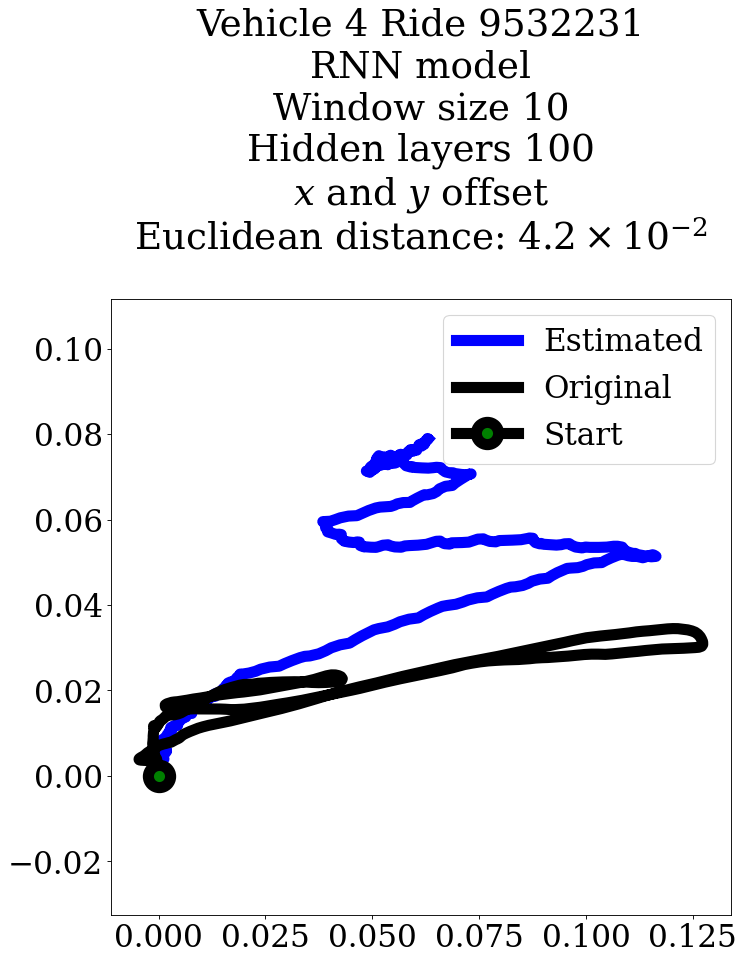 Vehicle 4 Ride 9532231
RNN model
Window size 10
Hidden layers 100
x and y offset
Euclidean distance: 4.2 × 10⁻²
Estimated
Original
Start
0.10
0.08
0.06
0.04
0.02
0.00
−0.02
0.000 0.025 0.050 0.075 0.100 0.125